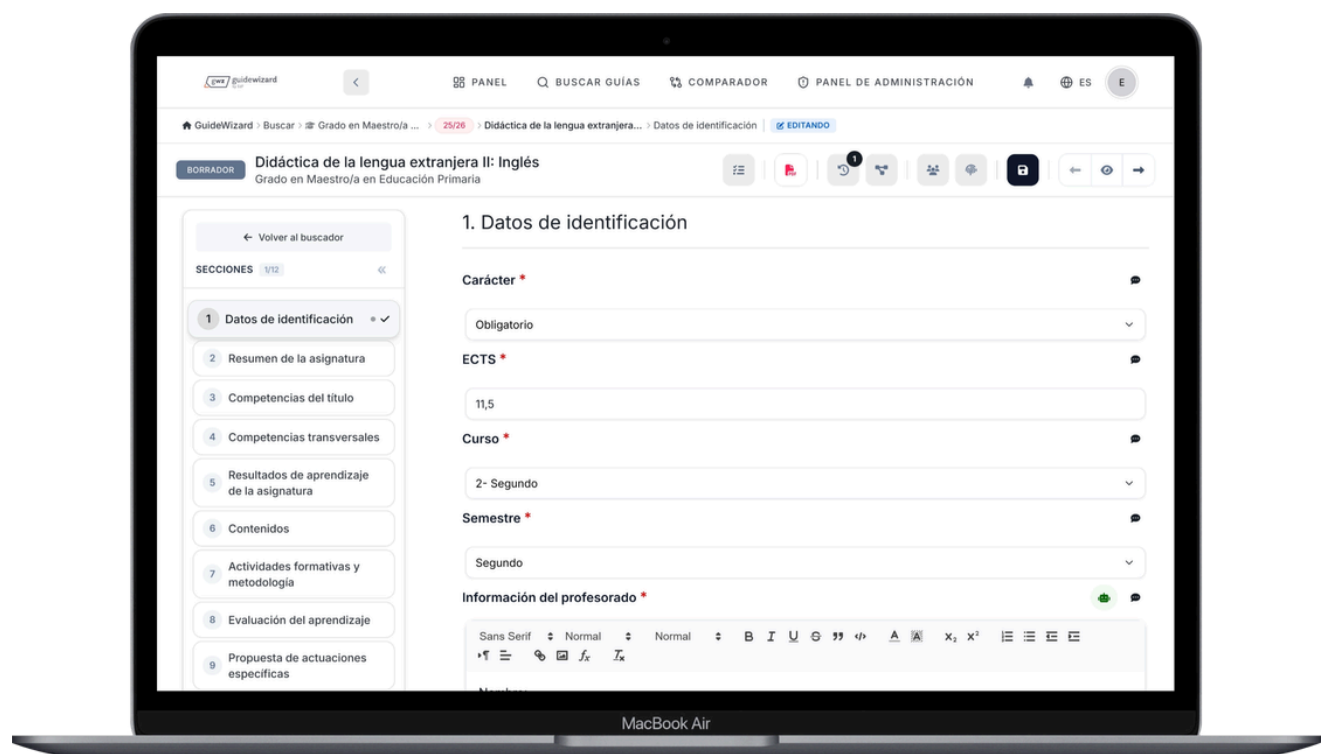 gwz guidewizard
PANEL
BUSCAR GUÍAS
COMPARADOR
PANEL DE ADMINISTRACIÓN
ES
E
GuideWizard > Buscar > Grado en Maestro/a ... > 25/26 > Didáctica de la lengua extranjera... > Datos de identificación | EDITANDO
BORRADOR
Didáctica de la lengua extranjera II: Inglés
Grado en Maestro/a en Educación Primaria
1
← Volver al buscador
SECCIONES 1/12
1 Datos de identificación
2 Resumen de la asignatura
3 Competencias del título
4 Competencias transversales
5 Resultados de aprendizaje
de la asignatura
6 Contenidos
7 Actividades formativas y
metodología
8 Evaluación del aprendizaje
9 Propuesta de actuaciones
específicas
1. Datos de identificación
Carácter *
Obligatorio
ECTS *
11,5
Curso *
2- Segundo
Semestre *
Segundo
Información del profesorado *
Sans Serif Normal Normal B I U S
MacBook Air